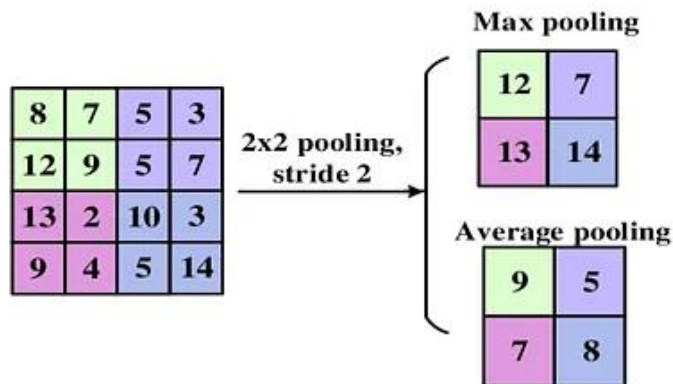 Max pooling
12 7
13 14
8 7 5 3
12 9 5 7
13 2 10 3
9 4 5 14
2x2 pooling,
stride 2
Average pooling
9 5
7 8